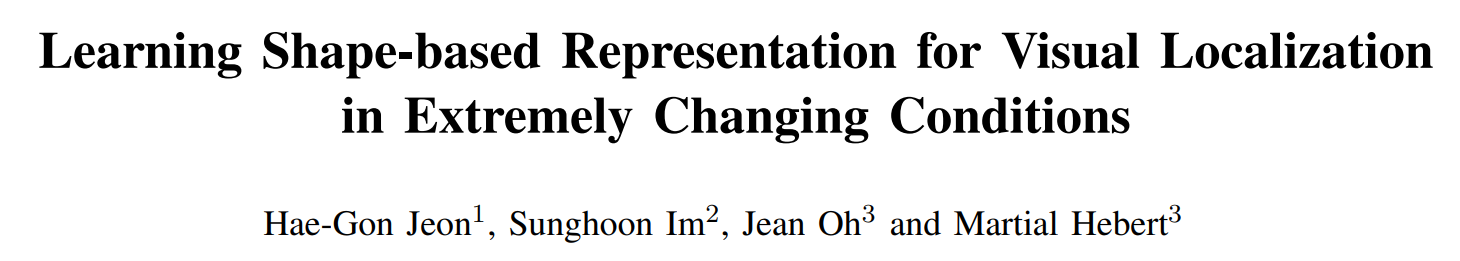 Learning Shape-based Representation for Visual Localization
in Extremely Changing Conditions
Hae-Gon Jeon¹, Sunghoon Im², Jean Oh³ and Martial Hebert³